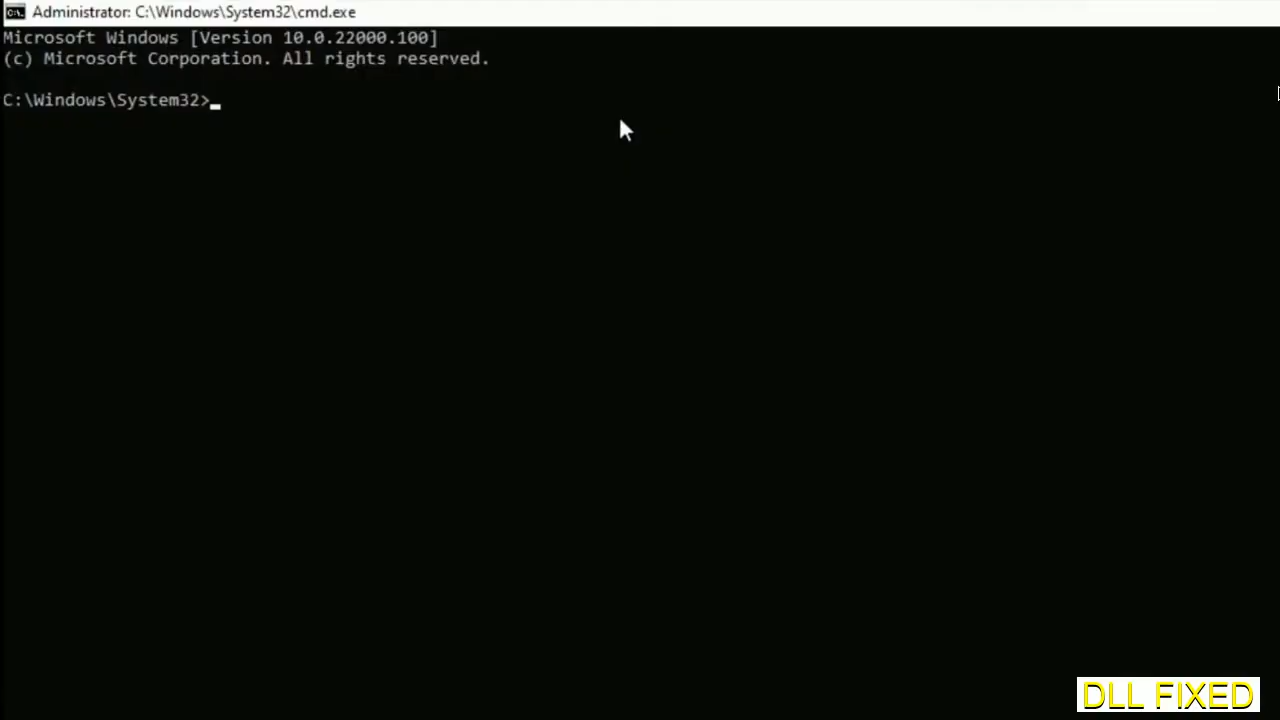 Administrator: C:\Windows\System32\cmd.exe
Microsoft Windows [Version 10.0.22000.100]
(c) Microsoft Corporation. All rights reserved.
C:\Windows\System32>
DLL FIXED